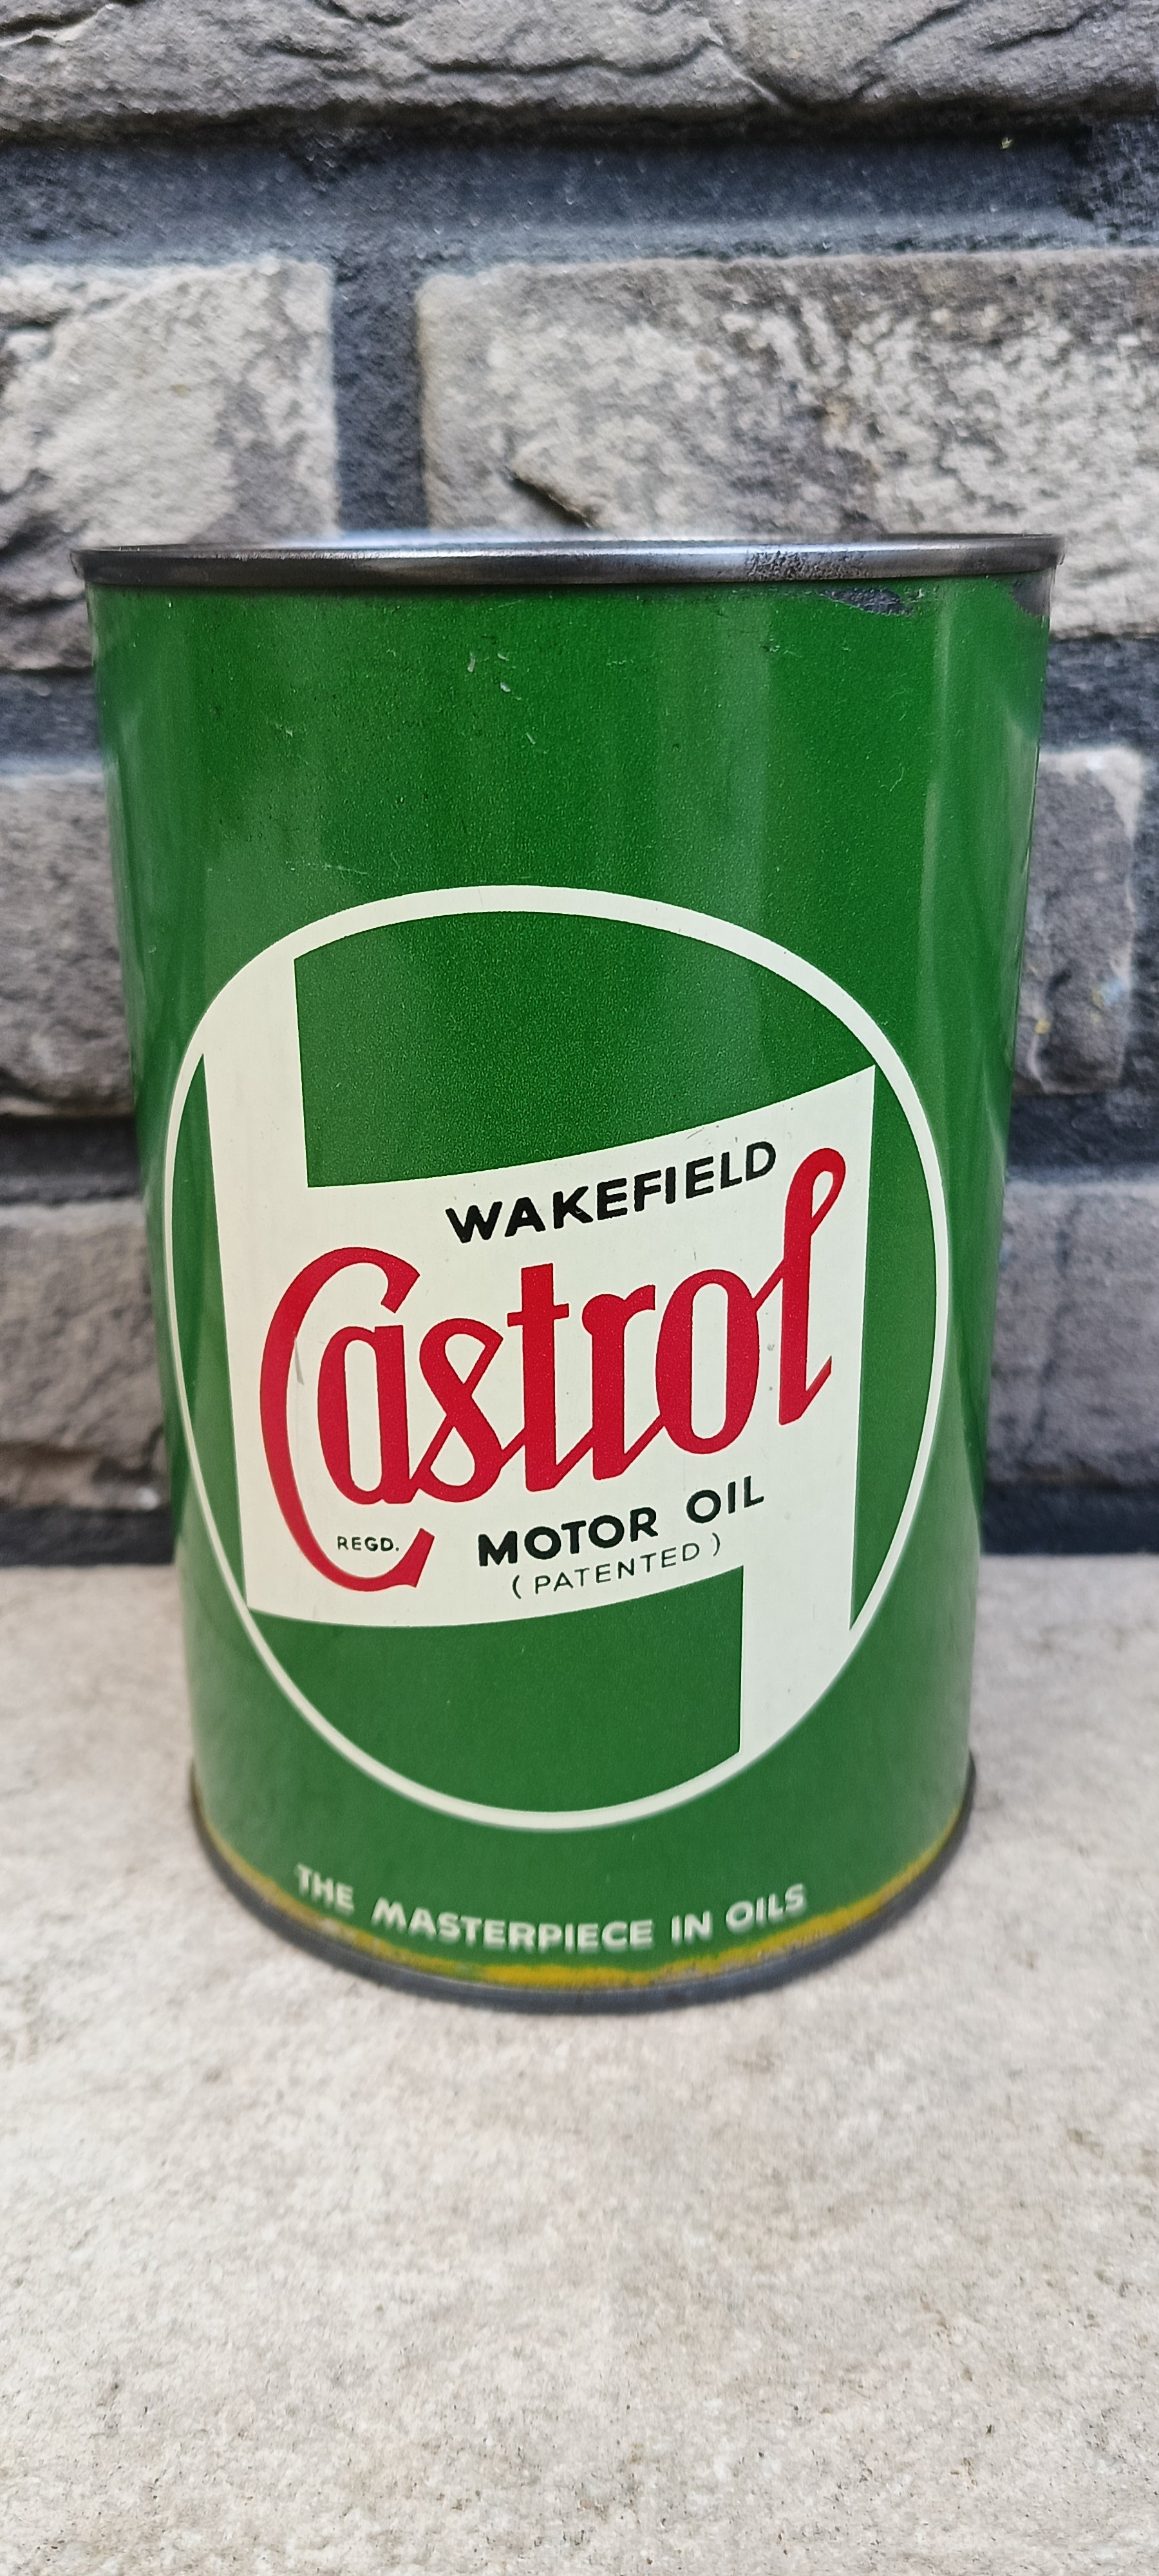 WAKEFIELD
Castrol
REGD.
MOTOR OIL
(PATENTED)
THE MASTERPIECE IN OILS